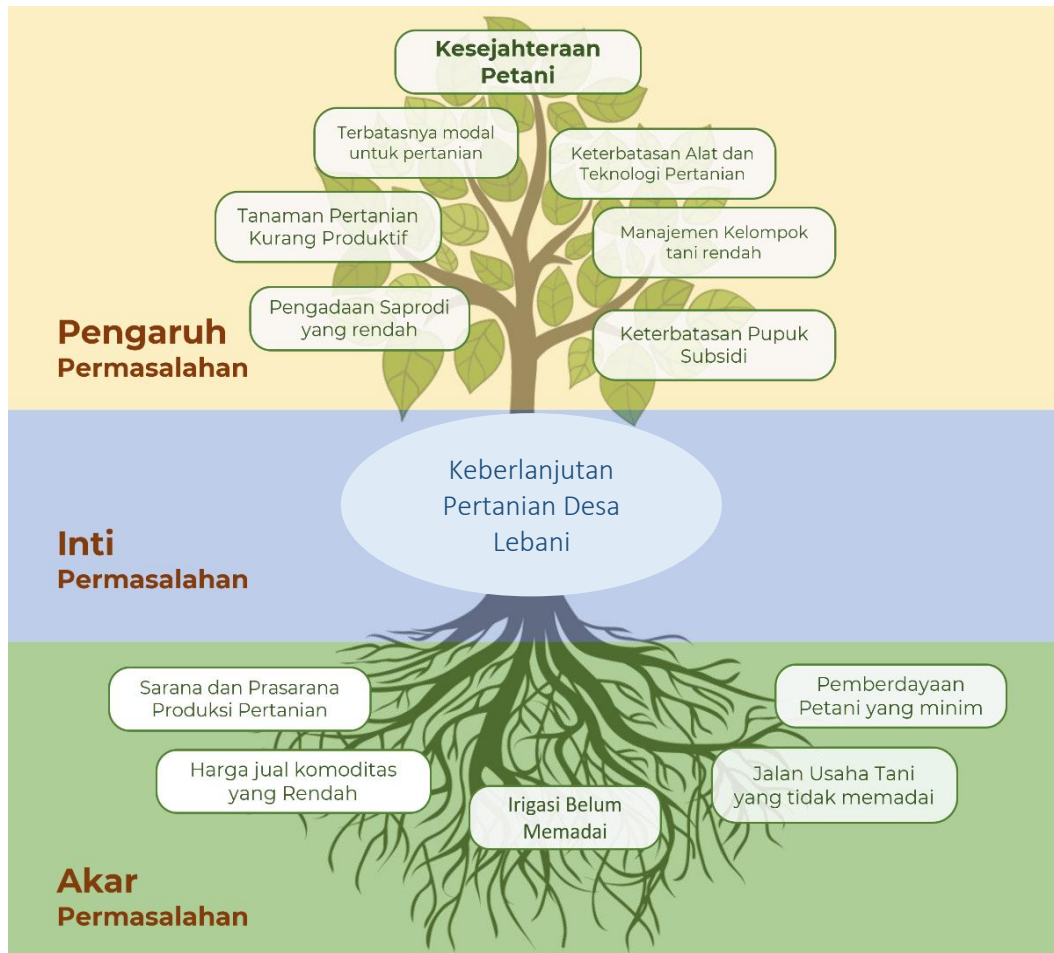 Kesejahteraan
Petani
Terbatasnya modal
untuk pertanian
Keterbatasan Alat dan
Teknologi Pertanian
Tanaman Pertanian
Kurang Produktif
Manajemen Kelompok
tani rendah
Pengadaan Saprodi
yang rendah
Keterbatasan Pupuk
Subsidi
Pengaruh
Permasalahan
Keberlanjutan
Pertanian Desa
Lebani
Inti
Permasalahan
Sarana dan Prasarana
Produksi Pertanian
Pemberdayaan
Petani yang minim
Harga jual komoditas
yang Rendah
Jalan Usaha Tani
yang tidak memadai
Irigasi Belum
Memadai
Akar
Permasalahan